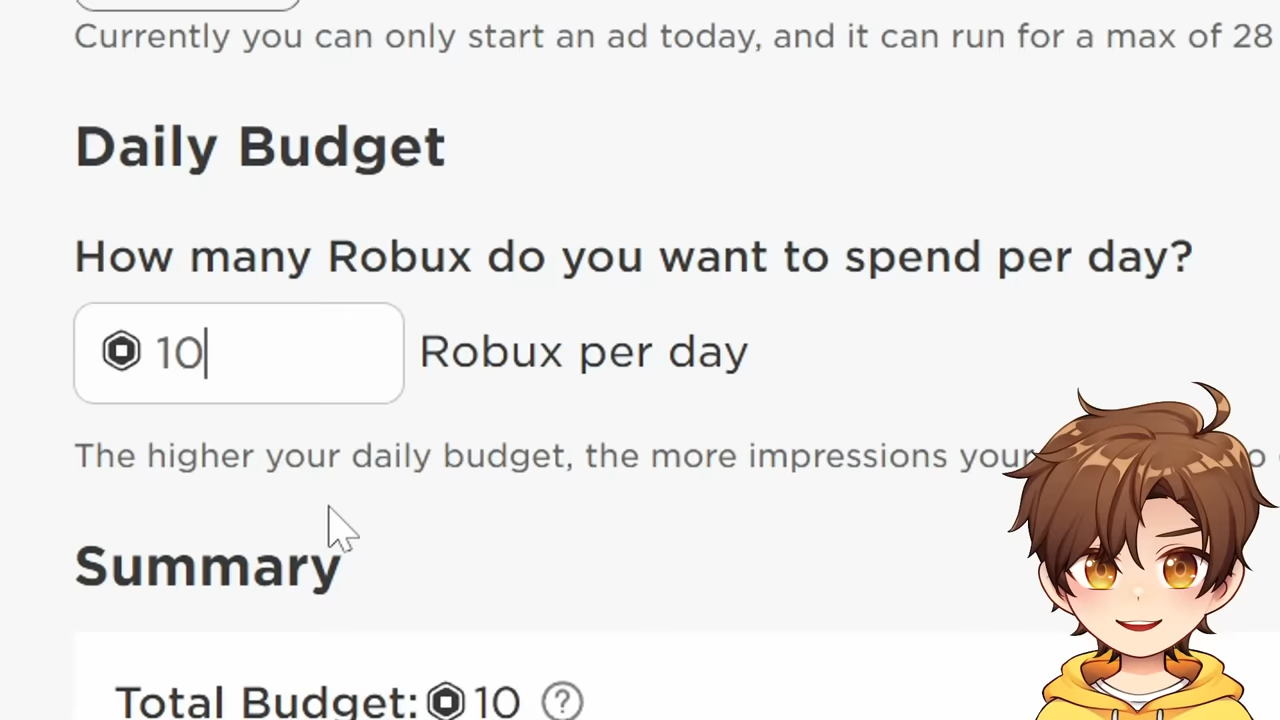 Currently you can only start an ad today, and it can run for a max of 28
Daily Budget
How many Robux do you want to spend per day?
10 Robux per day
The higher your daily budget, the more impressions your
Summary
Total Budget: 10 ?